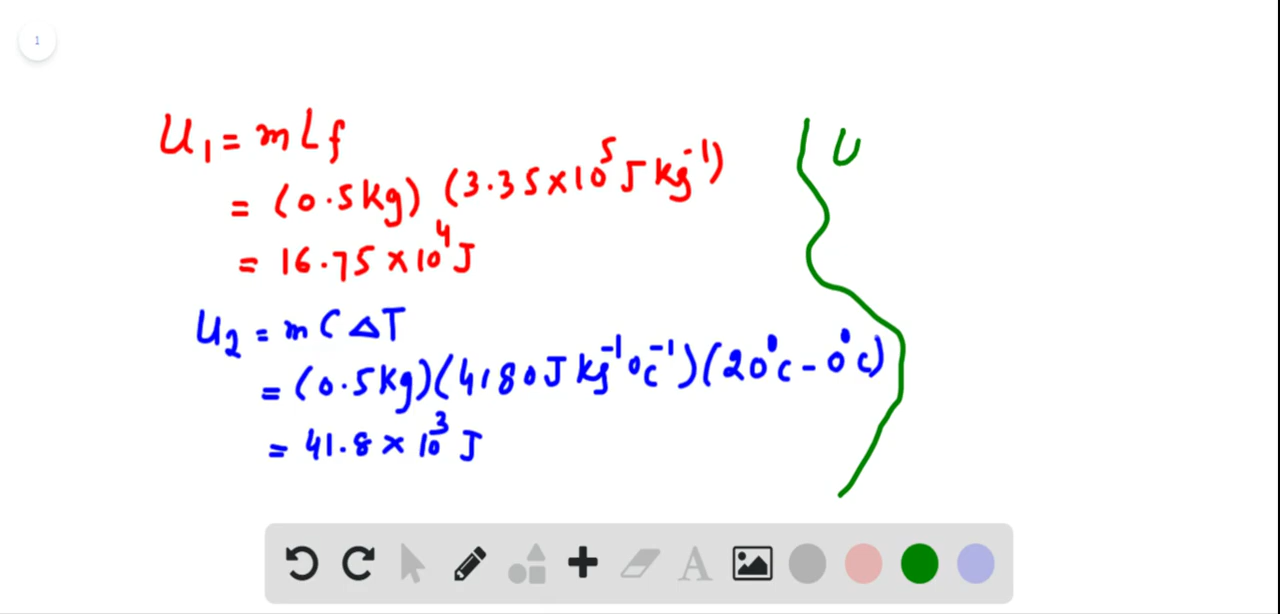 1
U₁ = mLf
= (0.5kg) (3.35×10⁵ J kg⁻¹)
= 16.75 × 10⁴ J
U₂ = m C ΔT
= (0.5kg)(4180 J kg⁻¹ °C⁻¹)(20°C - 0°C)
= 41.8 × 10³ J
U
A